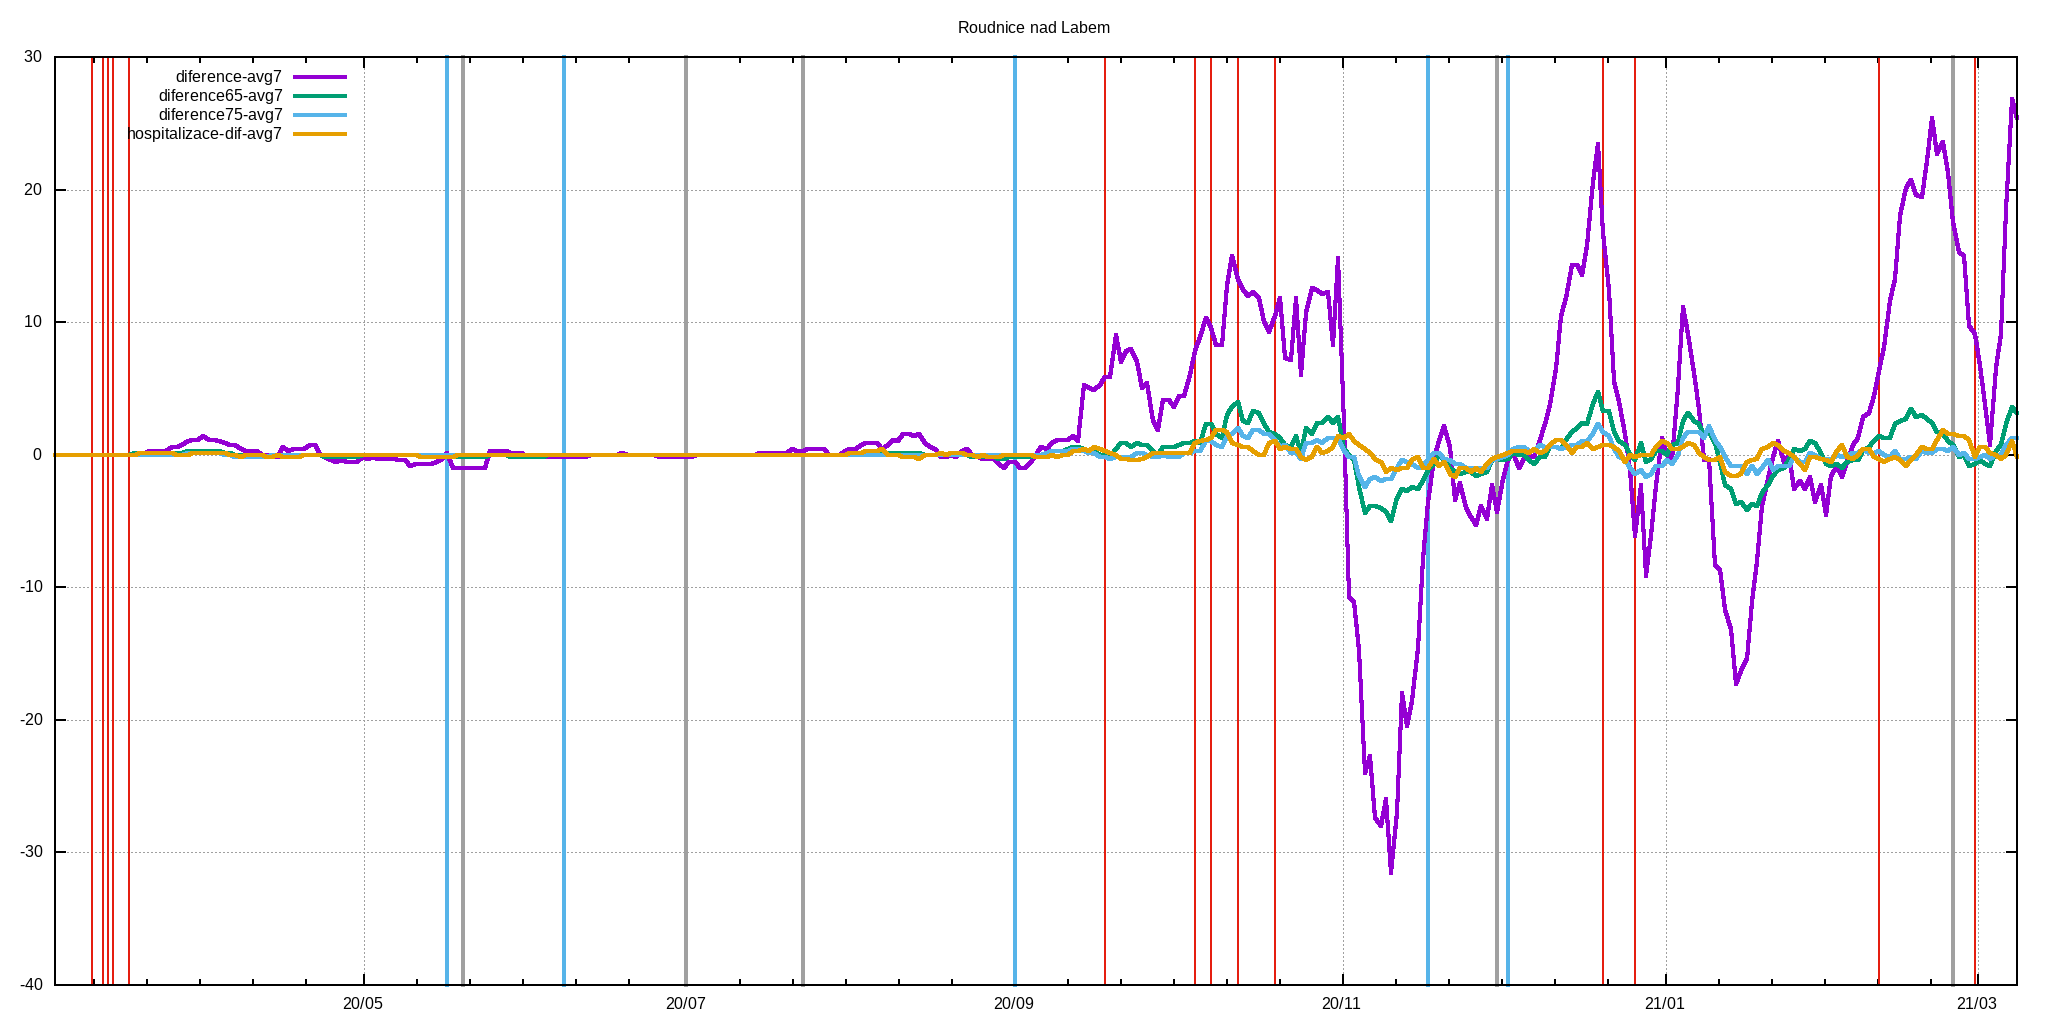 Roudnice nad Labem
30
diference-avg7
diference65-avg7
diference75-avg7
hospitalizace-dif-avg7
20
10
0
-10
-20
-30
-40
20/05 20/07 20/09 20/11 21/01 21/03